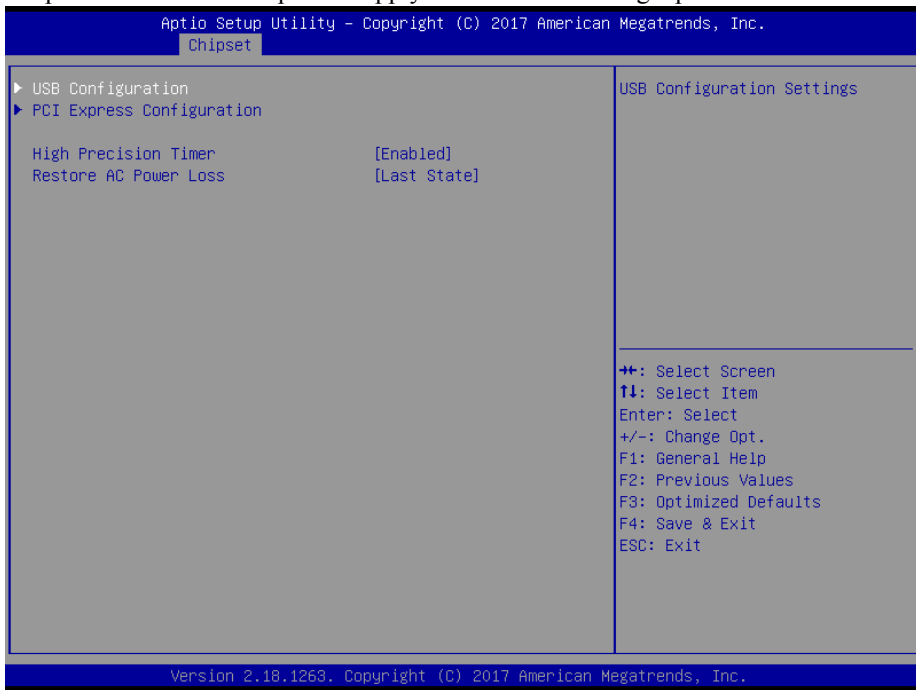 Aptio Setup Utility – Copyright (C) 2017 American Megatrends, Inc.
Chipset
▶ USB Configuration
▶ PCI Express Configuration
High Precision Timer [Enabled]
Restore AC Power Loss [Last State]
USB Configuration Settings
→←: Select Screen
↑↓: Select Item
Enter: Select
+/-: Change Opt.
F1: General Help
F2: Previous Values
F3: Optimized Defaults
F4: Save & Exit
ESC: Exit
Version 2.18.1263. Copyright (C) 2017 American Megatrends, Inc.